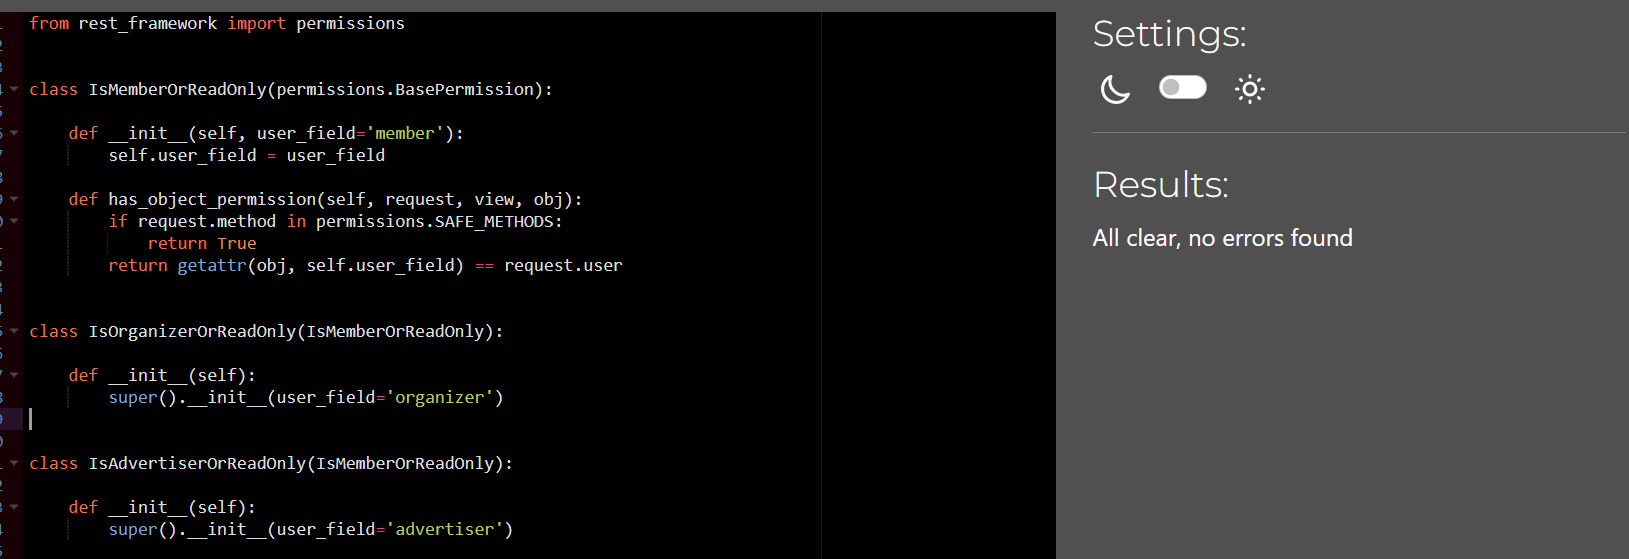 from rest_framework import permissions
class IsMemberOrReadOnly(permissions.BasePermission):
def __init__(self, user_field='member'):
self.user_field = user_field
def has_object_permission(self, request, view, obj):
if request.method in permissions.SAFE_METHODS:
return True
return getattr(obj, self.user_field) == request.user
class IsOrganizerOrReadOnly(IsMemberOrReadOnly):
def __init__(self):
super().__init__(user_field='organizer')
class IsAdvertiserOrReadOnly(IsMemberOrReadOnly):
def __init__(self):
super().__init__(user_field='advertiser')
Settings:
Results:
All clear, no errors found